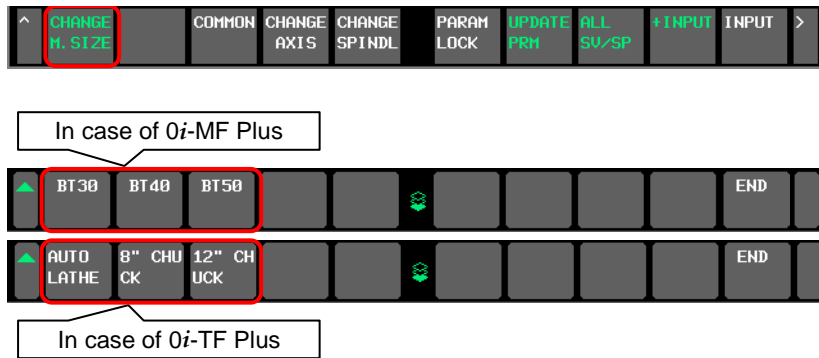 ^ CHANGE COMMON CHANGE CHANGE PARAM UPDATE ALL +INPUT INPUT >
M.SIZE AXIS SPINDL LOCK PRM SV/SP
In case of 0i-MF Plus
BT30 BT40 BT50 END
AUTO 8" CHU 12" CH END
LATHE CK UCK
In case of 0i-TF Plus